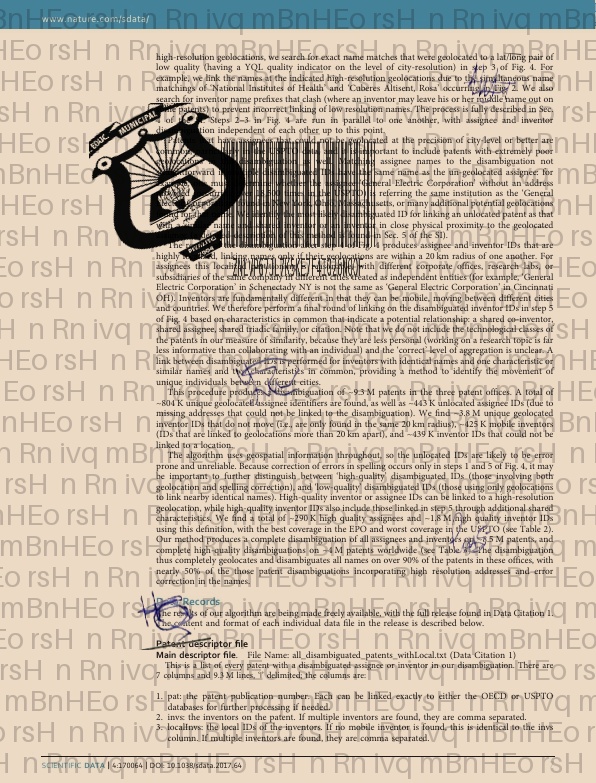 www.nature.com/sdata/
high-resolution geolocations, we search for exact name matches that were geolocated to a lat/long pair of
low quality (having a YQL quality indicator on the level of city-resolution) in step 3 of Fig. 4. For
example, we link the names at the indicated high-resolution geolocations due to the simultaneous name
matchings of 'National Institutes of Health' and 'Caberes Altisent, Rosa' occurring in Fig 2. We also
search for inventor name prefixes that clash (where an inventor may leave his or her middle name out on
patents) to prevent incorrect linking of low-resolution names. The process is fully described in Sec.
of the Steps 2–3 in Fig. 4 are run in parallel to one another, with assignee and inventor
independent of each other up to this point.
that could not be geolocated at the precision of city-level or better are
important to include patents with extremely poor
as well. Matching assignee names to the disambiguation not
IDs have the same name as the un-geolocated assignee for
whether the assignee 'General Electric Corporation' without an address
times in the USPTO) is referring the same institution as the 'General
New York, Ohio, Massachusetts, or many additional potential geolocations
disambiguated ID for linking an unlocated patent as that
in close physical proximity to the geolocated
found in Sec. 5 of the SI).
The disambiguation after step 4 of Fig. 4 produces assignee and inventor IDs that are
highly linking names only if their geolocations are within a 20 km radius of one another. For
assignees this with different corporate offices, research labs, or
subsidiaries of the same company in different cities treated as independent entities (for example, 'General
Electric Corporation' in Schenectady NY is not the same as 'General Electric Corporation' in Cincinnati
OH). Inventors are fundamentally different in that they can be mobile, moving between different cities
and countries. We therefore perform a final round of linking on the disambiguated inventor IDs in step 5
of Fig. 4 based on characteristics in common that indicate a potential relationship: a shared co-inventor,
shared assignee, shared triadic family, or citation. Note that we do not include the technological classes of
the patents in our measure of similarity, because they are less personal (working on a research topic is far
less informative than collaborating with an individual) and the 'correct' level of aggregation is unclear. A
link between disambiguated IDs is performed for inventors with identical names and one characteristic or
similar names and characteristics in common, providing a method to identify the movement of
unique individuals between different cities.
This procedure produces disambiguation of ~9.3 M patents in the three patent offices. A total of
~804 K unique geolocated assignee identifiers are found, as well as ~443 K unlocated assignee IDs (due to
missing addresses that could not be linked to the disambiguation). We find ~3.8 M unique geolocated
inventor IDs that do not move (i.e., are only found in the same 20 km radius), ~425 K mobile inventors
(IDs that are linked to geolocations more than 20 km apart), and ~439 K inventor IDs that could not be
linked to a location.
The algorithm uses geospatial information throughout, so the unlocated IDs are likely to be error
prone and unreliable. Because correction of errors in spelling occurs only in steps 1 and 5 of Fig. 4, it may
be important to further distinguish between 'high-quality' disambiguated IDs (those involving both
geolocation and spelling correction), and 'low-quality' disambiguated IDs (those using only geolocations
to link nearby identical names). High-quality inventor or assignee IDs can be linked to a high-resolution
geolocation, while high-quality inventor IDs also include those linked in step 5 through additional shared
characteristics. We find a total of ~290 K high quality assignees and ~1.8 M high quality inventor IDs
using this definition, with the best coverage in the EPO and worst coverage in the USPTO (see Table 2).
Our method produces a complete disambiguation of all assignees and inventors on ~8.5 M patents, and
complete high-quality disambiguations on ~4 M patents worldwide (see Table The disambiguation
thus completely geolocates and disambiguates all names on over 90% of the patents in these offices, with
nearly 50% of the those patent disambiguations incorporating high resolution addresses and error
correction in the names.
Data Records
The results of our algorithm are being made freely available, with the full release found in Data Citation 1.
The content and format of each individual data file in the release is described below.
Patent descriptor file
Main descriptor file. File Name: all_disambiguated_patents_withLocal.txt (Data Citation 1)
This is a list of every patent with a disambiguated assignee or inventor in our disambiguation. There are
7 columns and 9.3 M lines, '|' delimited, the columns are:
1. pat: the patent publication number. Each can be linked exactly to either the OECD or USPTO
databases for further processing if needed.
2. invs: the inventors on the patent. If multiple inventors are found, they are comma separated.
3. localInvs: the local IDs of the inventors. If no mobile inventor is found, this is identical to the invs
column. If multiple inventors are found, they are comma separated.
SCIENTIFIC DATA | 4:170064 | DOI: 10.1038/sdata.2017.64